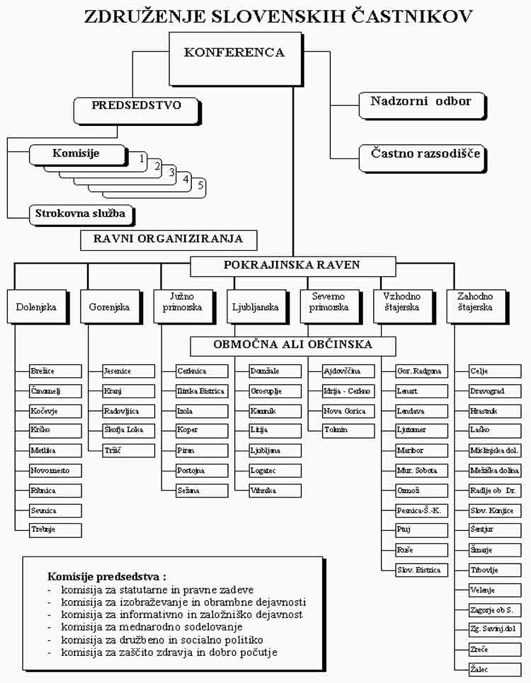 ZDRUŽENJE SLOVENSKIH ČASTNIKOV
KONFERENCA
PREDSEDSTVO
Nadzorni odbor
Komisije
1
2
3
4
5
Častno razsodišče
Strokovna služba
RAVNI ORGANIZIRANJA
POKRAJINSKA RAVEN
Dolenjska
Gorenjska
Južno
primorska
Ljubljanska
Severno
primorska
Vzhodno
štajerska
Zahodno
štajerska
OBMOČNA ALI OBČINSKA
Brežice
Črnomelj
Kočevje
Krško
Metlika
Novo mesto
Ribnica
Sevnica
Trebnje
Jesenice
Kranj
Radovljica
Škofja Loka
Tržič
Cerknica
Ilirska Bistrica
Izola
Koper
Piran
Postojna
Sežana
Domžale
Grosuplje
Kamnik
Litija
Ljubljana
Logatec
Vrhnika
Ajdovščina
Idrija - Cerkno
Nova Gorica
Tolmin
Gor. Radgona
Lenart
Lendava
Ljutomer
Maribor
Mur. Sobota
Ormož
Pesnica-Š.-K.
Ptuj
Ruše
Slov. Bistrica
Celje
Dravograd
Hrastnik
Laško
Mislinjska dol.
Mežiška dolina
Radlje ob Dr.
Slov. Konjice
Šentjur
Šmarje
Trbovlje
Velenje
Zagorje ob S.
Zg. Savinj.dol
Zreče
Žalec
Komisije predsedstva :
- komisija za statutarne in pravne zadeve
- komisija za izobraževanje in obrambne dejavnosti
- komisija za informativno in založniško dejavnost
- komisija za mednarodno sodelovanje
- komisija za družbeno in socialno politiko
- komisija za zaščito zdravja in dobro počutje